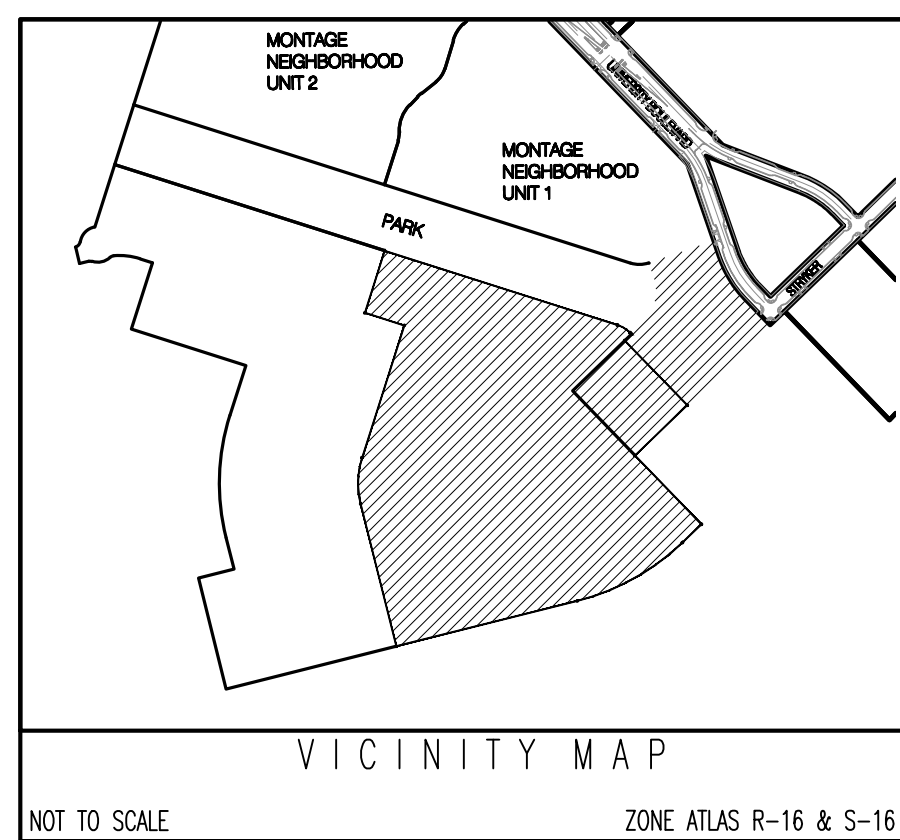 MONTAGE
NEIGHBORHOOD
UNIT 2
UNIVERSITY BOULEVARD
MONTAGE
NEIGHBORHOOD
UNIT 1
PARK
STRYKER
VICINITY MAP
NOT TO SCALE
ZONE ATLAS R-16 & S-16